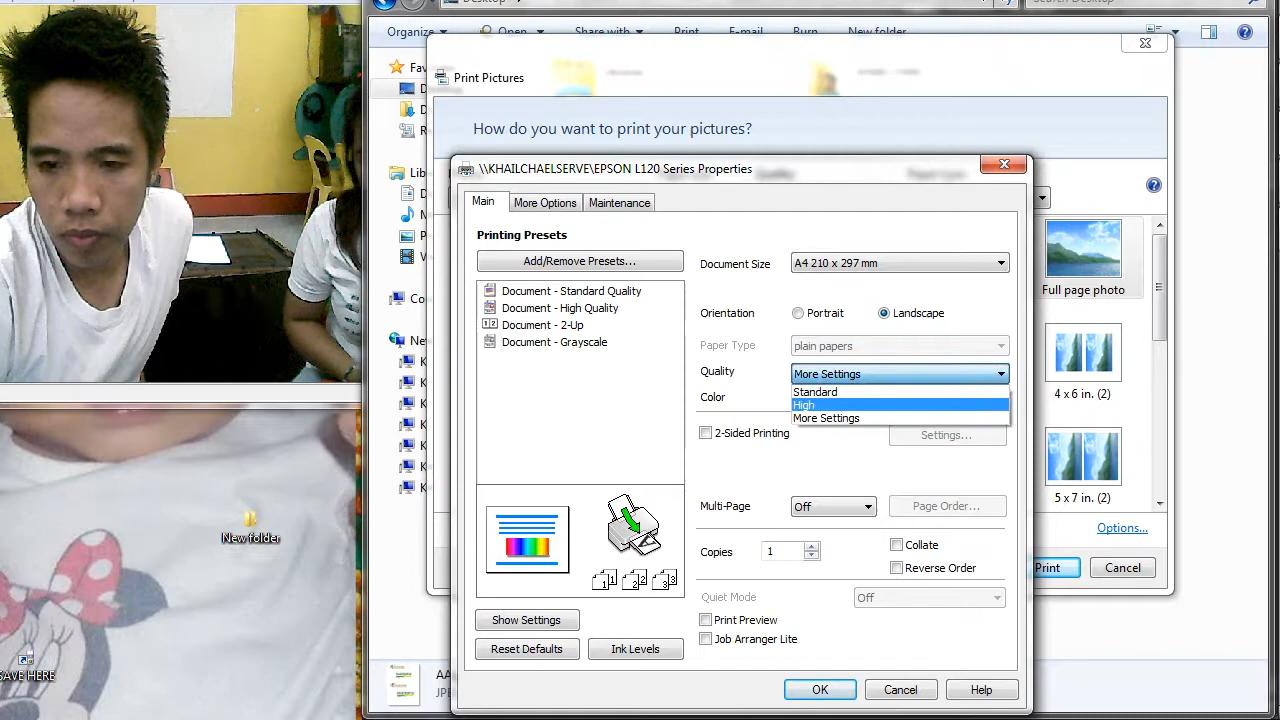 Desktop
Search Desktop
Organize
Open
Share with
Print
E-mail
Burn
New folder
Print Pictures
How do you want to print your pictures?
\\KHAILCHAELSERVE\EPSON L120 Series Properties
Main
More Options
Maintenance
Printing Presets
Add/Remove Presets...
Document - Standard Quality
Document - High Quality
Document - 2-Up
Document - Grayscale
Document Size
A4 210 x 297 mm
Orientation
Portrait
Landscape
Paper Type
plain papers
Quality
More Settings
Standard
High
More Settings
Color
2-Sided Printing
Settings...
Multi-Page
Off
Page Order...
Copies
1
Collate
Reverse Order
Quiet Mode
Off
Print Preview
Job Arranger Lite
Show Settings
Reset Defaults
Ink Levels
OK
Cancel
Help
Full page photo
4 x 6 in. (2)
5 x 7 in. (2)
Options...
Print
Cancel
New folder
SAVE HERE